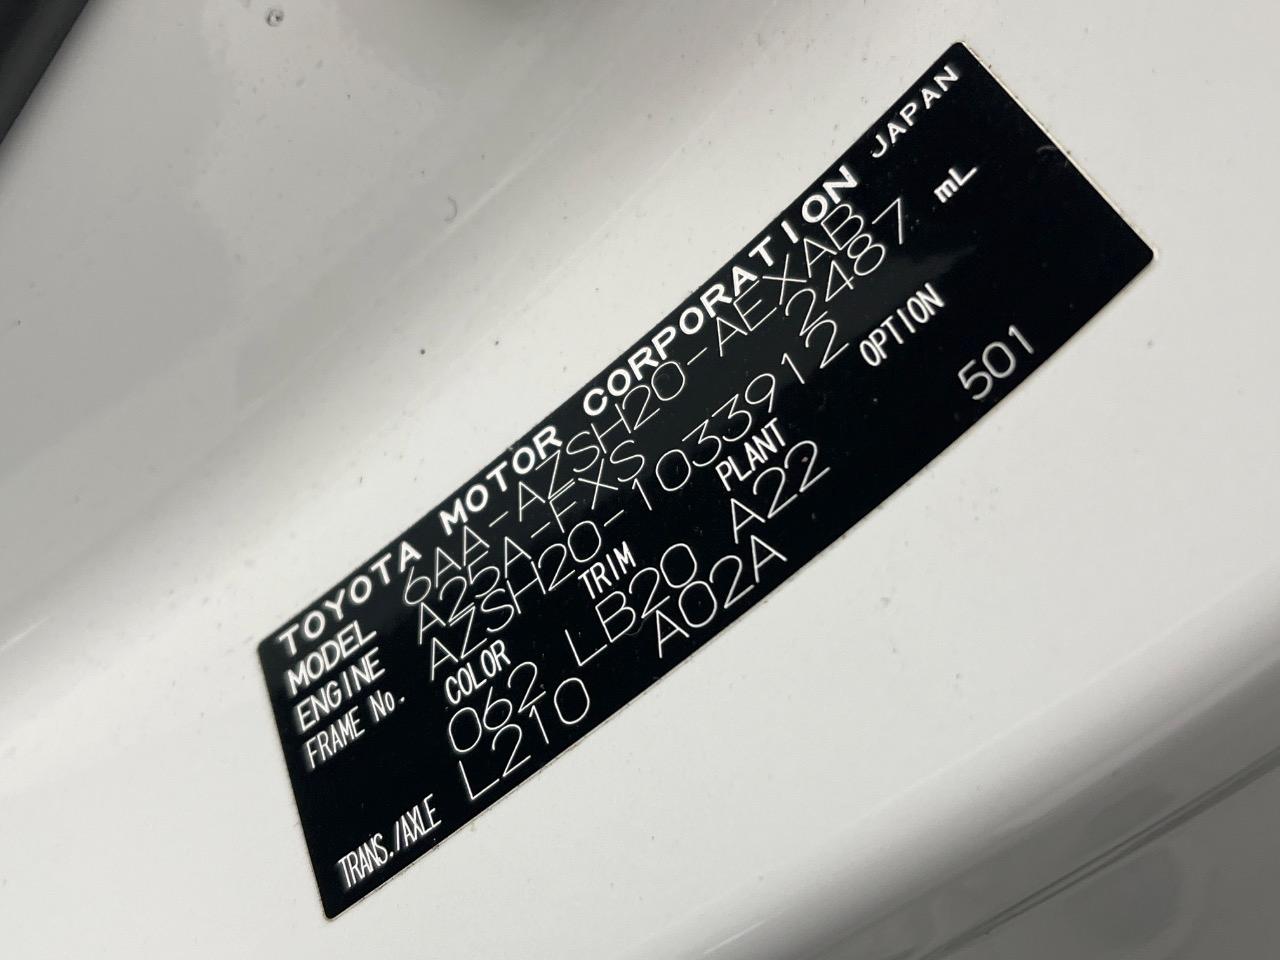 TOYOTA MOTOR CORPORATION JAPAN
MODEL 6AA-AZSH20-AEXAB
ENGINE A25A-FXS 2487 mL
FRAME No. AZSH20-1033912
COLOR TRIM PLANT OPTION
062 LB20 A22 501
TRANS./AXLE L210 A02A